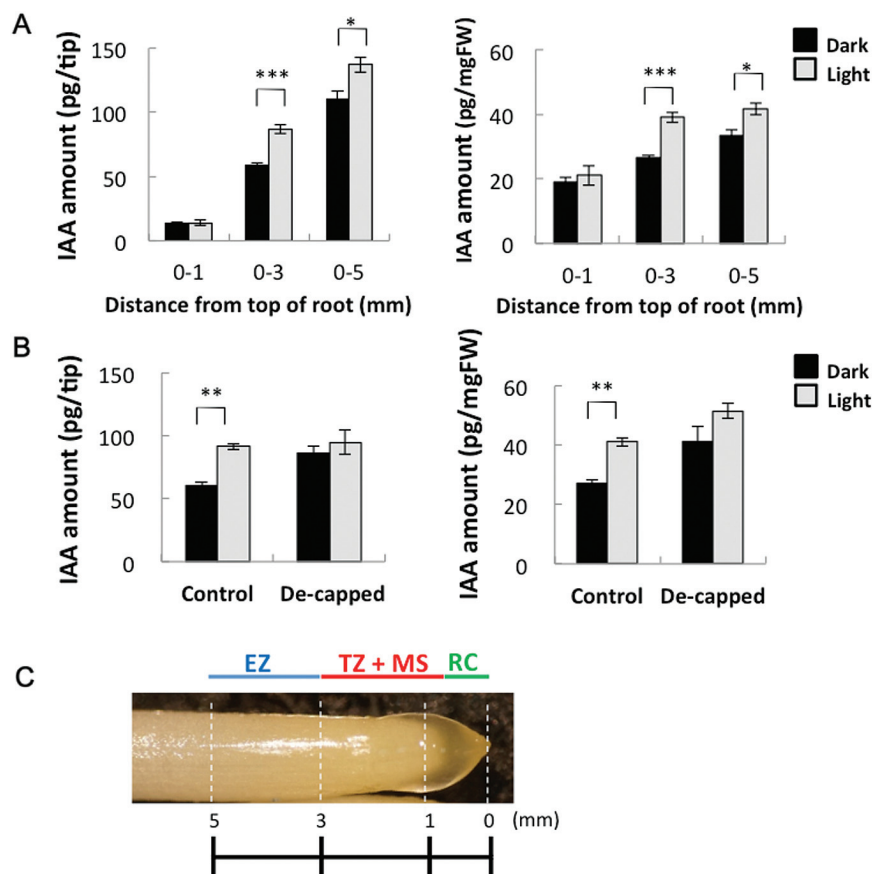 A
IAA amount (pg/tip)
150
100
50
0
***
*
0-1
0-3
0-5
Distance from top of root (mm)
IAA amount (pg/mgFW)
60
40
20
0
***
*
0-1
0-3
0-5
Distance from top of root (mm)
Dark
Light
B
IAA amount (pg/tip)
150
100
50
0
**
Control
De-capped
IAA amount (pg/mgFW)
60
40
20
0
**
Control
De-capped
Dark
Light
C
EZ
TZ + MS
RC
5
3
1
0
(mm)